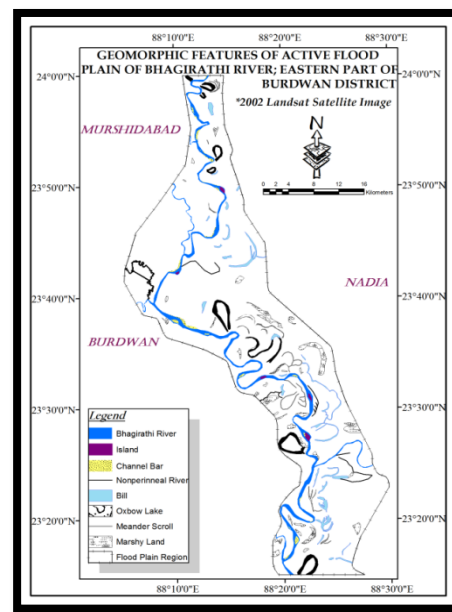 88°10'0"E 88°20'0"E 88°30'0"E
GEOMORPHIC FEATURES OF ACTIVE FLOOD
PLAIN OF BHAGIRATHI RIVER; EASTERN PART OF
BURDWAN DISTRICT
*2002 Landsat Satellite Image
24°0'0"N
24°0'0"N
N
MURSHIDABAD
0 2 4 8 12 16
Kilometers
23°50'0"N
23°50'0"N
NADIA
23°40'0"N
23°40'0"N
BURDWAN
23°30'0"N
23°30'0"N
Legend
Bhagirathi River
Island
Channel Bar
Nonperinneal River
Bill
Oxbow Lake
Meander Scroll
Marshy Land
Flood Plain Region
23°20'0"N
23°20'0"N
88°10'0"E 88°20'0"E 88°30'0"E